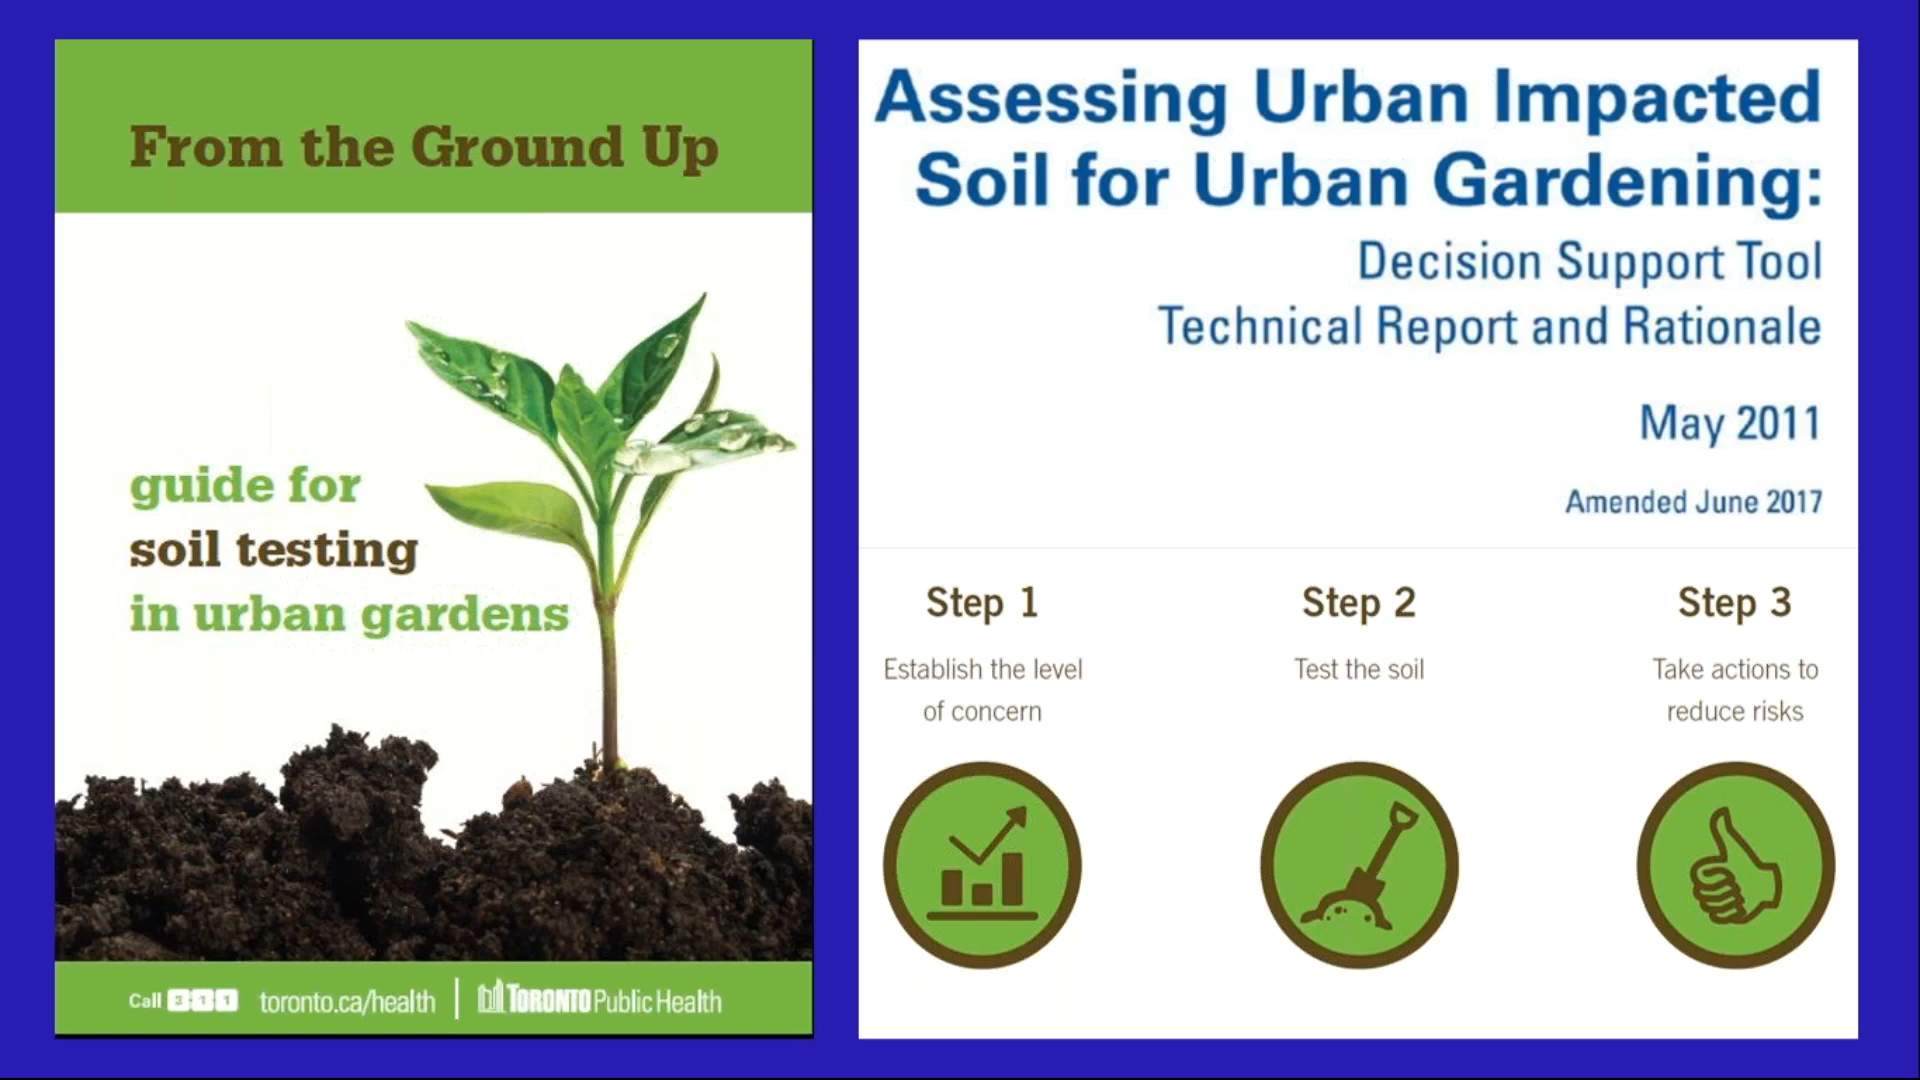 From the Ground Up
guide for
soil testing
in urban gardens
Call 311 toronto.ca/health TORONTO Public Health
Assessing Urban Impacted
Soil for Urban Gardening:
Decision Support Tool
Technical Report and Rationale
May 2011
Amended June 2017
Step 1
Establish the level
of concern
Step 2
Test the soil
Step 3
Take actions to
reduce risks